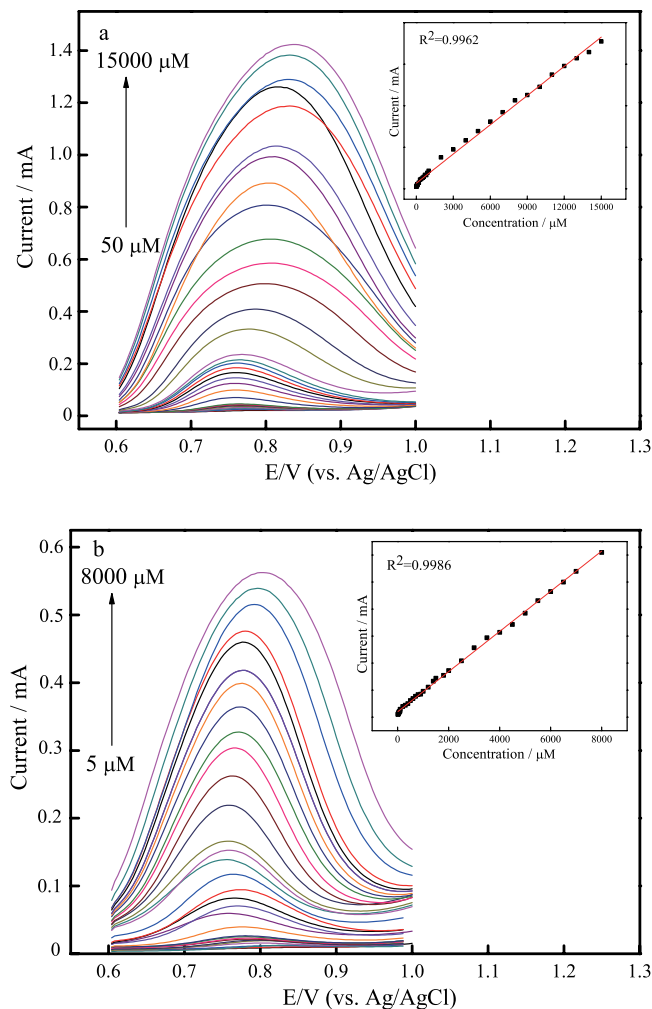 a
15000 μM
50 μM
Current / mA
1.4
1.2
1.0
0.8
0.6
0.4
0.2
0
0.6 0.7 0.8 0.9 1.0 1.1 1.2 1.3
E/V (vs. Ag/AgCl)
R²=0.9962
Current / mA
0 3000 6000 9000 12000 15000
Concentration / μM
b
8000 μM
5 μM
Current / mA
0.6
0.5
0.4
0.3
0.2
0.1
0
0.6 0.7 0.8 0.9 1.0 1.1 1.2 1.3
E/V (vs. Ag/AgCl)
R²=0.9986
Current / mA
0 2000 4000 6000 8000
Concentration / μM